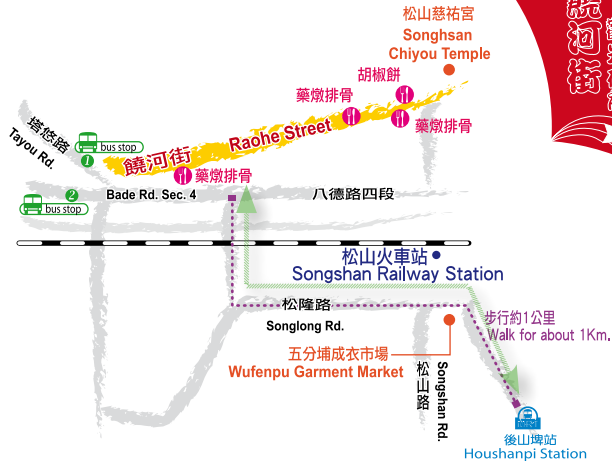 松山慈祐宮
Songhsan
Chiyou Temple
胡椒餅
藥燉排骨
藥燉排骨
饒河街
Raohe Street
塔悠路
Tayou Rd.
bus stop
1
藥燉排骨
2
bus stop
Bade Rd. Sec. 4
八德路四段
松山火車站
Songshan Railway Station
松隆路
Songlong Rd.
步行約1公里
Walk for about 1Km.
五分埔成衣市場
Wufenpu Garment Market
松山路
Songshan Rd.
後山埤站
Houshanpi Station
河街